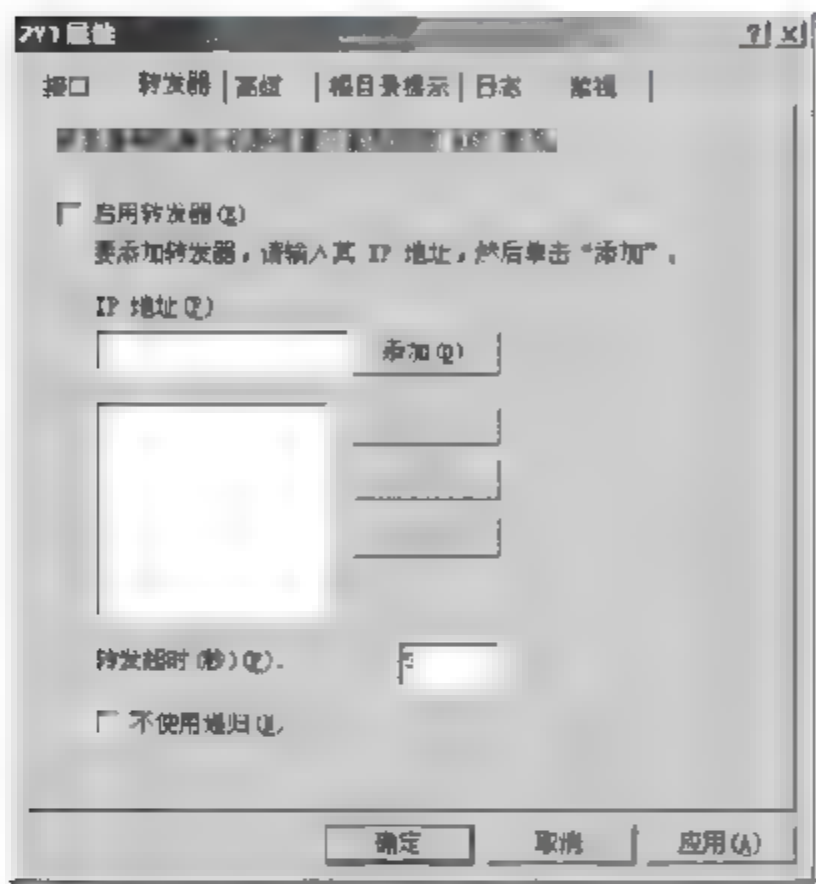 ZY1 属性
接口 转发器 高级 根目录提示 日志 监视
启用转发器(E)
要添加转发器，请输入其 IP 地址，然后单击“添加”。
IP 地址(P)
添加(D)
转发超时(秒)(F).
5
不使用递归(U)
确定 取消 应用(A)